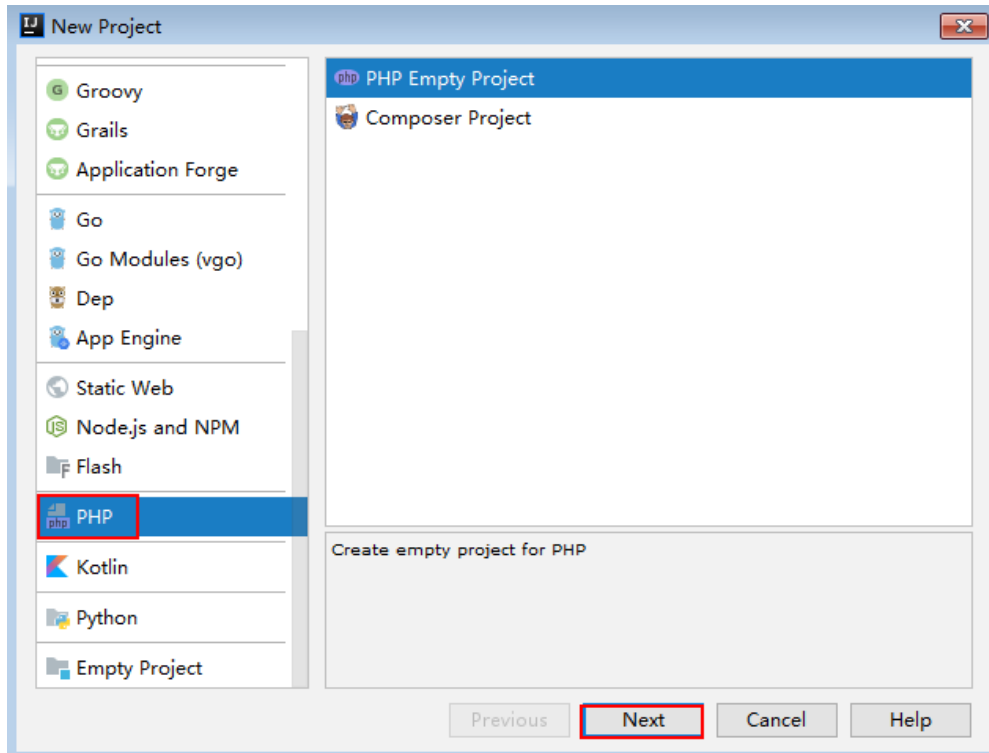 New Project
Groovy
Grails
Application Forge
Go
Go Modules (vgo)
Dep
App Engine
Static Web
Node.js and NPM
Flash
PHP
Kotlin
Python
Empty Project
php PHP Empty Project
Composer Project
Create empty project for PHP
Previous Next Cancel Help